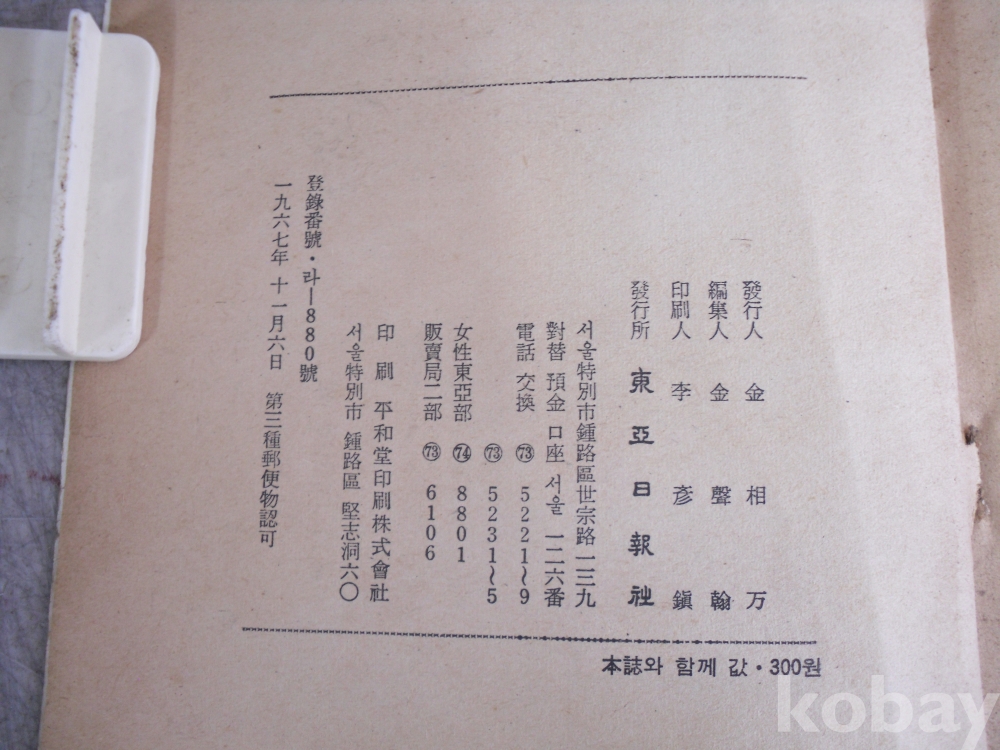 發行人 金相万
編集人 金聲翰
印刷人 李彥鎭
發行所 東亞日報社
서울特別市鍾路區世宗路一三九
對替 預金 口座 서울 一二六番
電話 交換 ㊼ 5221~9
㊼ 5231~5
女性東亞部 74 8801
販賣局二部 73 6106
印刷 平和堂印刷株式會社
서울特別市 鍾路區 堅志洞六〇
登錄番號·라—880號
一九六七年 十一月六日 第三種郵便物認可
本誌와 함께 값·300원
kobay